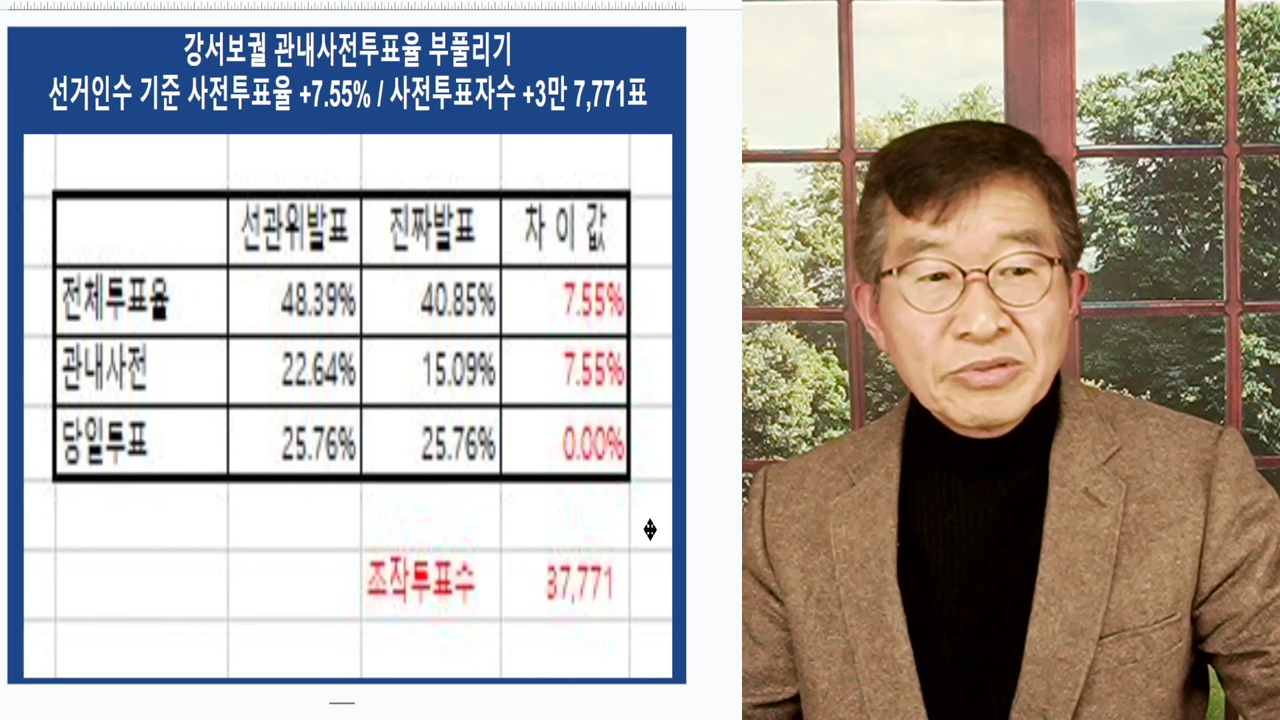 강서보궐 관내사전투표율 부풀리기
선거인수 기준 사전투표율 +7.55% / 사전투표자수 +3만 7,771표
선관위발표 진짜발표 차 이 값
전체투표율 48.39% 40.85% 7.55%
관내사전 22.64% 15.09% 7.55%
당일투표 25.76% 25.76% 0.00%
조작투표수 37,771